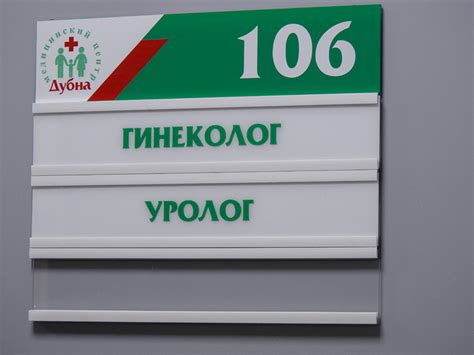 медицинский центр
Дубна
106
ГИНЕКОЛОГ
УРОЛОГ